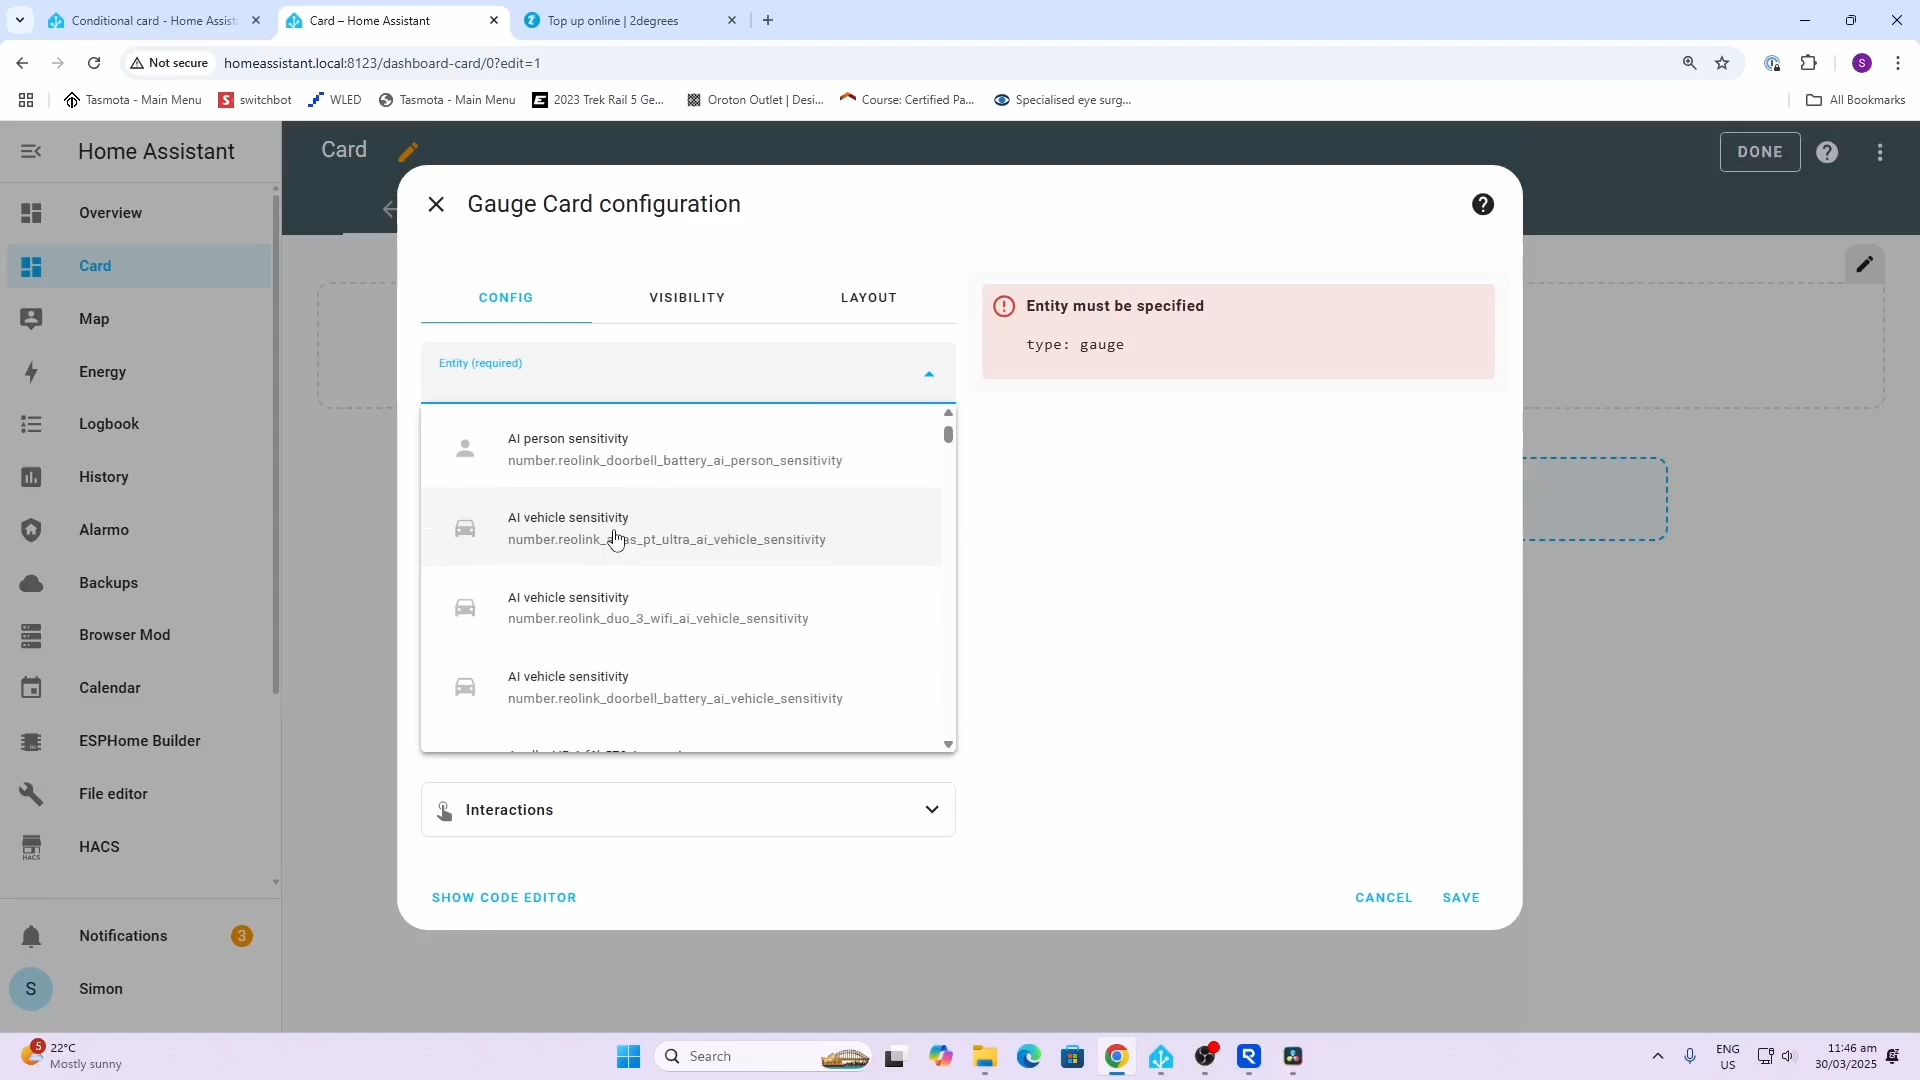 Conditional card - Home Assist
Card – Home Assistant
Top up online | 2degrees
Not secure
homeassistant.local:8123/dashboard-card/0?edit=1
S
Tasmota - Main Menu
switchbot
WLED
Tasmota - Main Menu
2023 Trek Rail 5 Ge...
Oroton Outlet | Desi...
Course: Certified Pa...
Specialised eye surg...
All Bookmarks
Home Assistant
Card
DONE
Overview
Card
Map
Energy
Logbook
History
Alarmo
Backups
Browser Mod
Calendar
ESPHome Builder
File editor
HACS
HACS
Notifications
3
S
Simon
Gauge Card configuration
CONFIG
VISIBILITY
LAYOUT
Entity (required)
AI person sensitivity
number.reolink_doorbell_battery_ai_person_sensitivity
AI vehicle sensitivity
AI vehicle sensitivity
number.reolink_duo_3_wifi_ai_vehicle_sensitivity
AI vehicle sensitivity
number.reolink_doorbell_battery_ai_vehicle_sensitivity
Interactions
Entity must be specified
type: gauge
SHOW CODE EDITOR
CANCEL
SAVE
5
22°C
Mostly sunny
Search
ENG
US
11:46 am
30/03/2025